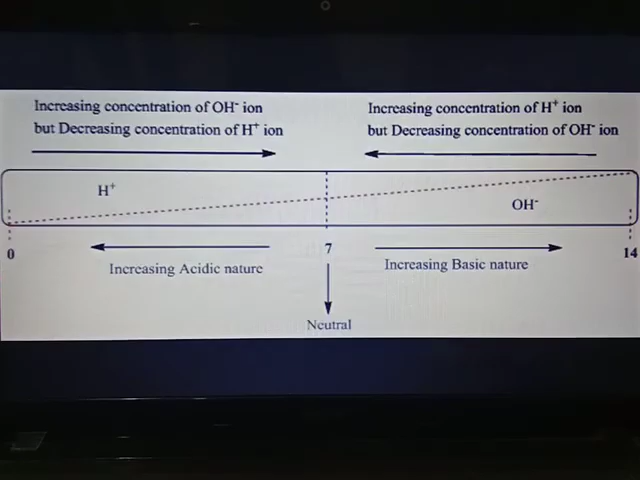 Increasing concentration of OH⁻ ion
but Decreasing concentration of H⁺ ion
Increasing concentration of H⁺ ion
but Decreasing concentration of OH⁻ ion
H⁺
OH⁻
0
7
14
Increasing Acidic nature
Increasing Basic nature
Neutral